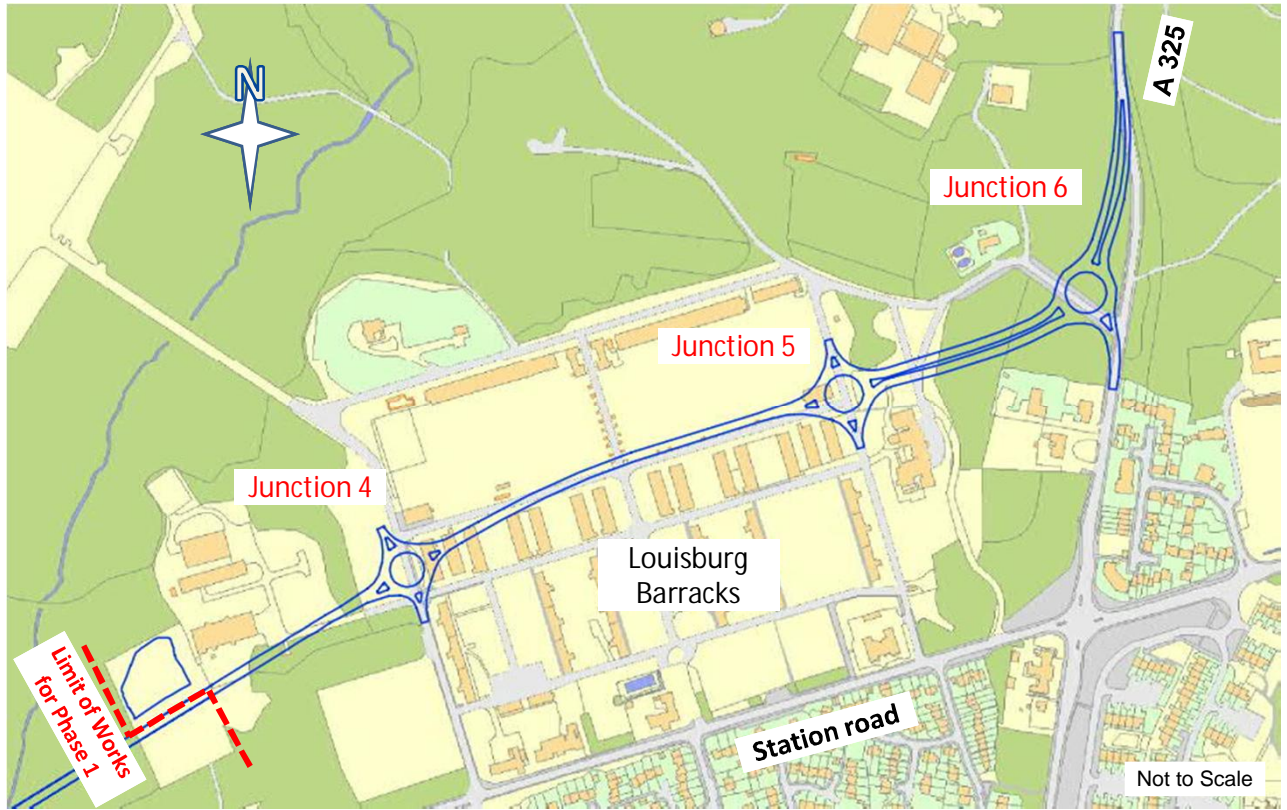 N
A 325
Junction 6
Junction 5
Junction 4
Louisburg
Barracks
Limit of Works
for Phase 1
Station road
Not to Scale